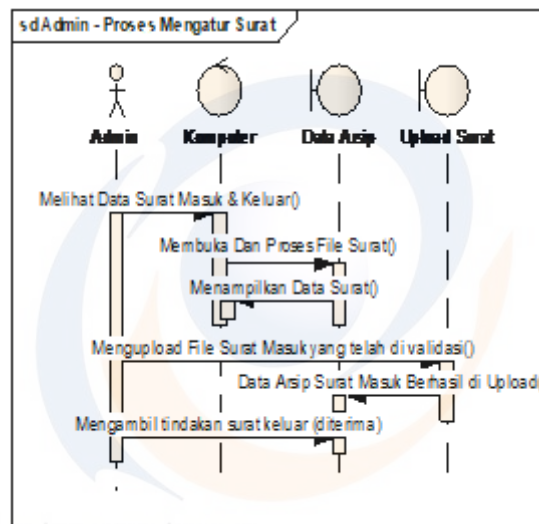 sd Admin - Proses Mengatur Surat
Admin Komputer Data Arsip Upload Surat
Melihat Data Surat Masuk & Keluar()
Membuka Dan Proses File Surat()
Menampilkan Data Surat()
Mengupload File Surat Masuk yang telah di validasi()
Data Arsip Surat Masuk Berhasil di Upload(
Mengambil tindakan surat keluar (diterima)